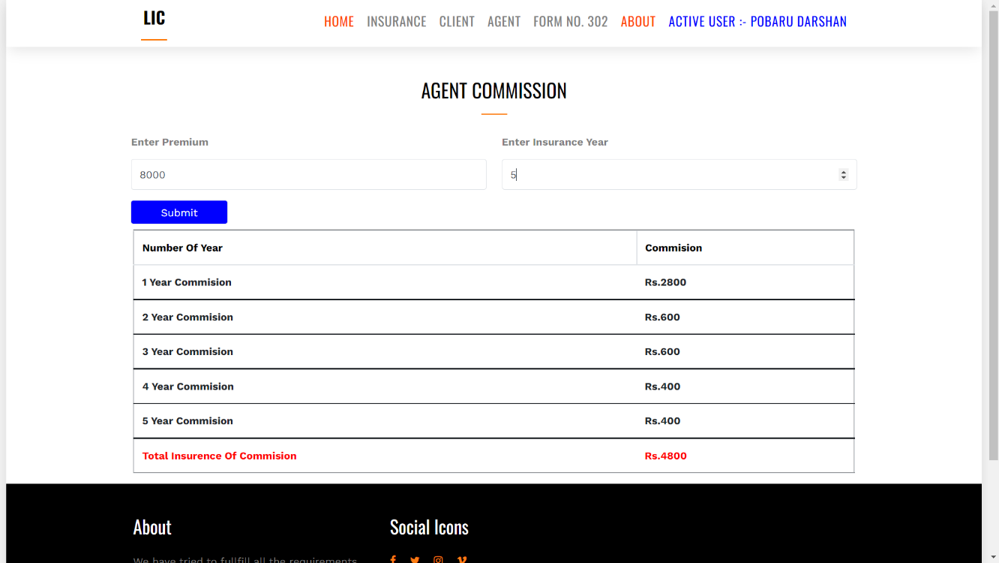 LIC
HOME INSURANCE CLIENT AGENT FORM NO. 302 ABOUT ACTIVE USER :- POBARU DARSHAN
AGENT COMMISSION
Enter Premium Enter Insurance Year
8000 5
Submit
Number Of Year Commision
1 Year Commision Rs.2800
2 Year Commision Rs.600
3 Year Commision Rs.600
4 Year Commision Rs.400
5 Year Commision Rs.400
Total Insurence Of Commision Rs.4800
About Social Icons
We have tried to fullfill all the requirements